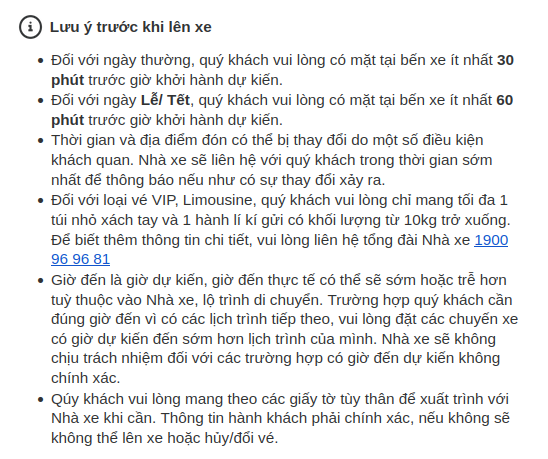 Lưu ý trước khi lên xe
• Đối với ngày thường, quý khách vui lòng có mặt tại bến xe ít nhất 30
phút trước giờ khởi hành dự kiến.
• Đối với ngày Lễ/ Tết, quý khách vui lòng có mặt tại bến xe ít nhất 60
phút trước giờ khởi hành dự kiến.
• Thời gian và địa điểm đón có thể bị thay đổi do một số điều kiện
khách quan. Nhà xe sẽ liên hệ với quý khách trong thời gian sớm
nhất để thông báo nếu như có sự thay đổi xảy ra.
• Đối với loại vé VIP, Limousine, quý khách vui lòng chỉ mang tối đa 1
túi nhỏ xách tay và 1 hành lí kí gửi có khối lượng từ 10kg trở xuống.
Để biết thêm thông tin chi tiết, vui lòng liên hệ tổng đài Nhà xe 1900
96 96 81
• Giờ đến là giờ dự kiến, giờ đến thực tế có thể sẽ sớm hoặc trễ hơn
tuỳ thuộc vào Nhà xe, lộ trình di chuyển. Trường hợp quý khách cần
đúng giờ đến vì có các lịch trình tiếp theo, vui lòng đặt các chuyến xe
có giờ dự kiến đến sớm hơn lịch trình của mình. Nhà xe sẽ không
chịu trách nhiệm đối với các trường hợp có giờ đến dự kiến không
chính xác.
• Qúy khách vui lòng mang theo các giấy tờ tùy thân để xuất trình với
Nhà xe khi cần. Thông tin hành khách phải chính xác, nếu không sẽ
không thể lên xe hoặc hủy/đổi vé.